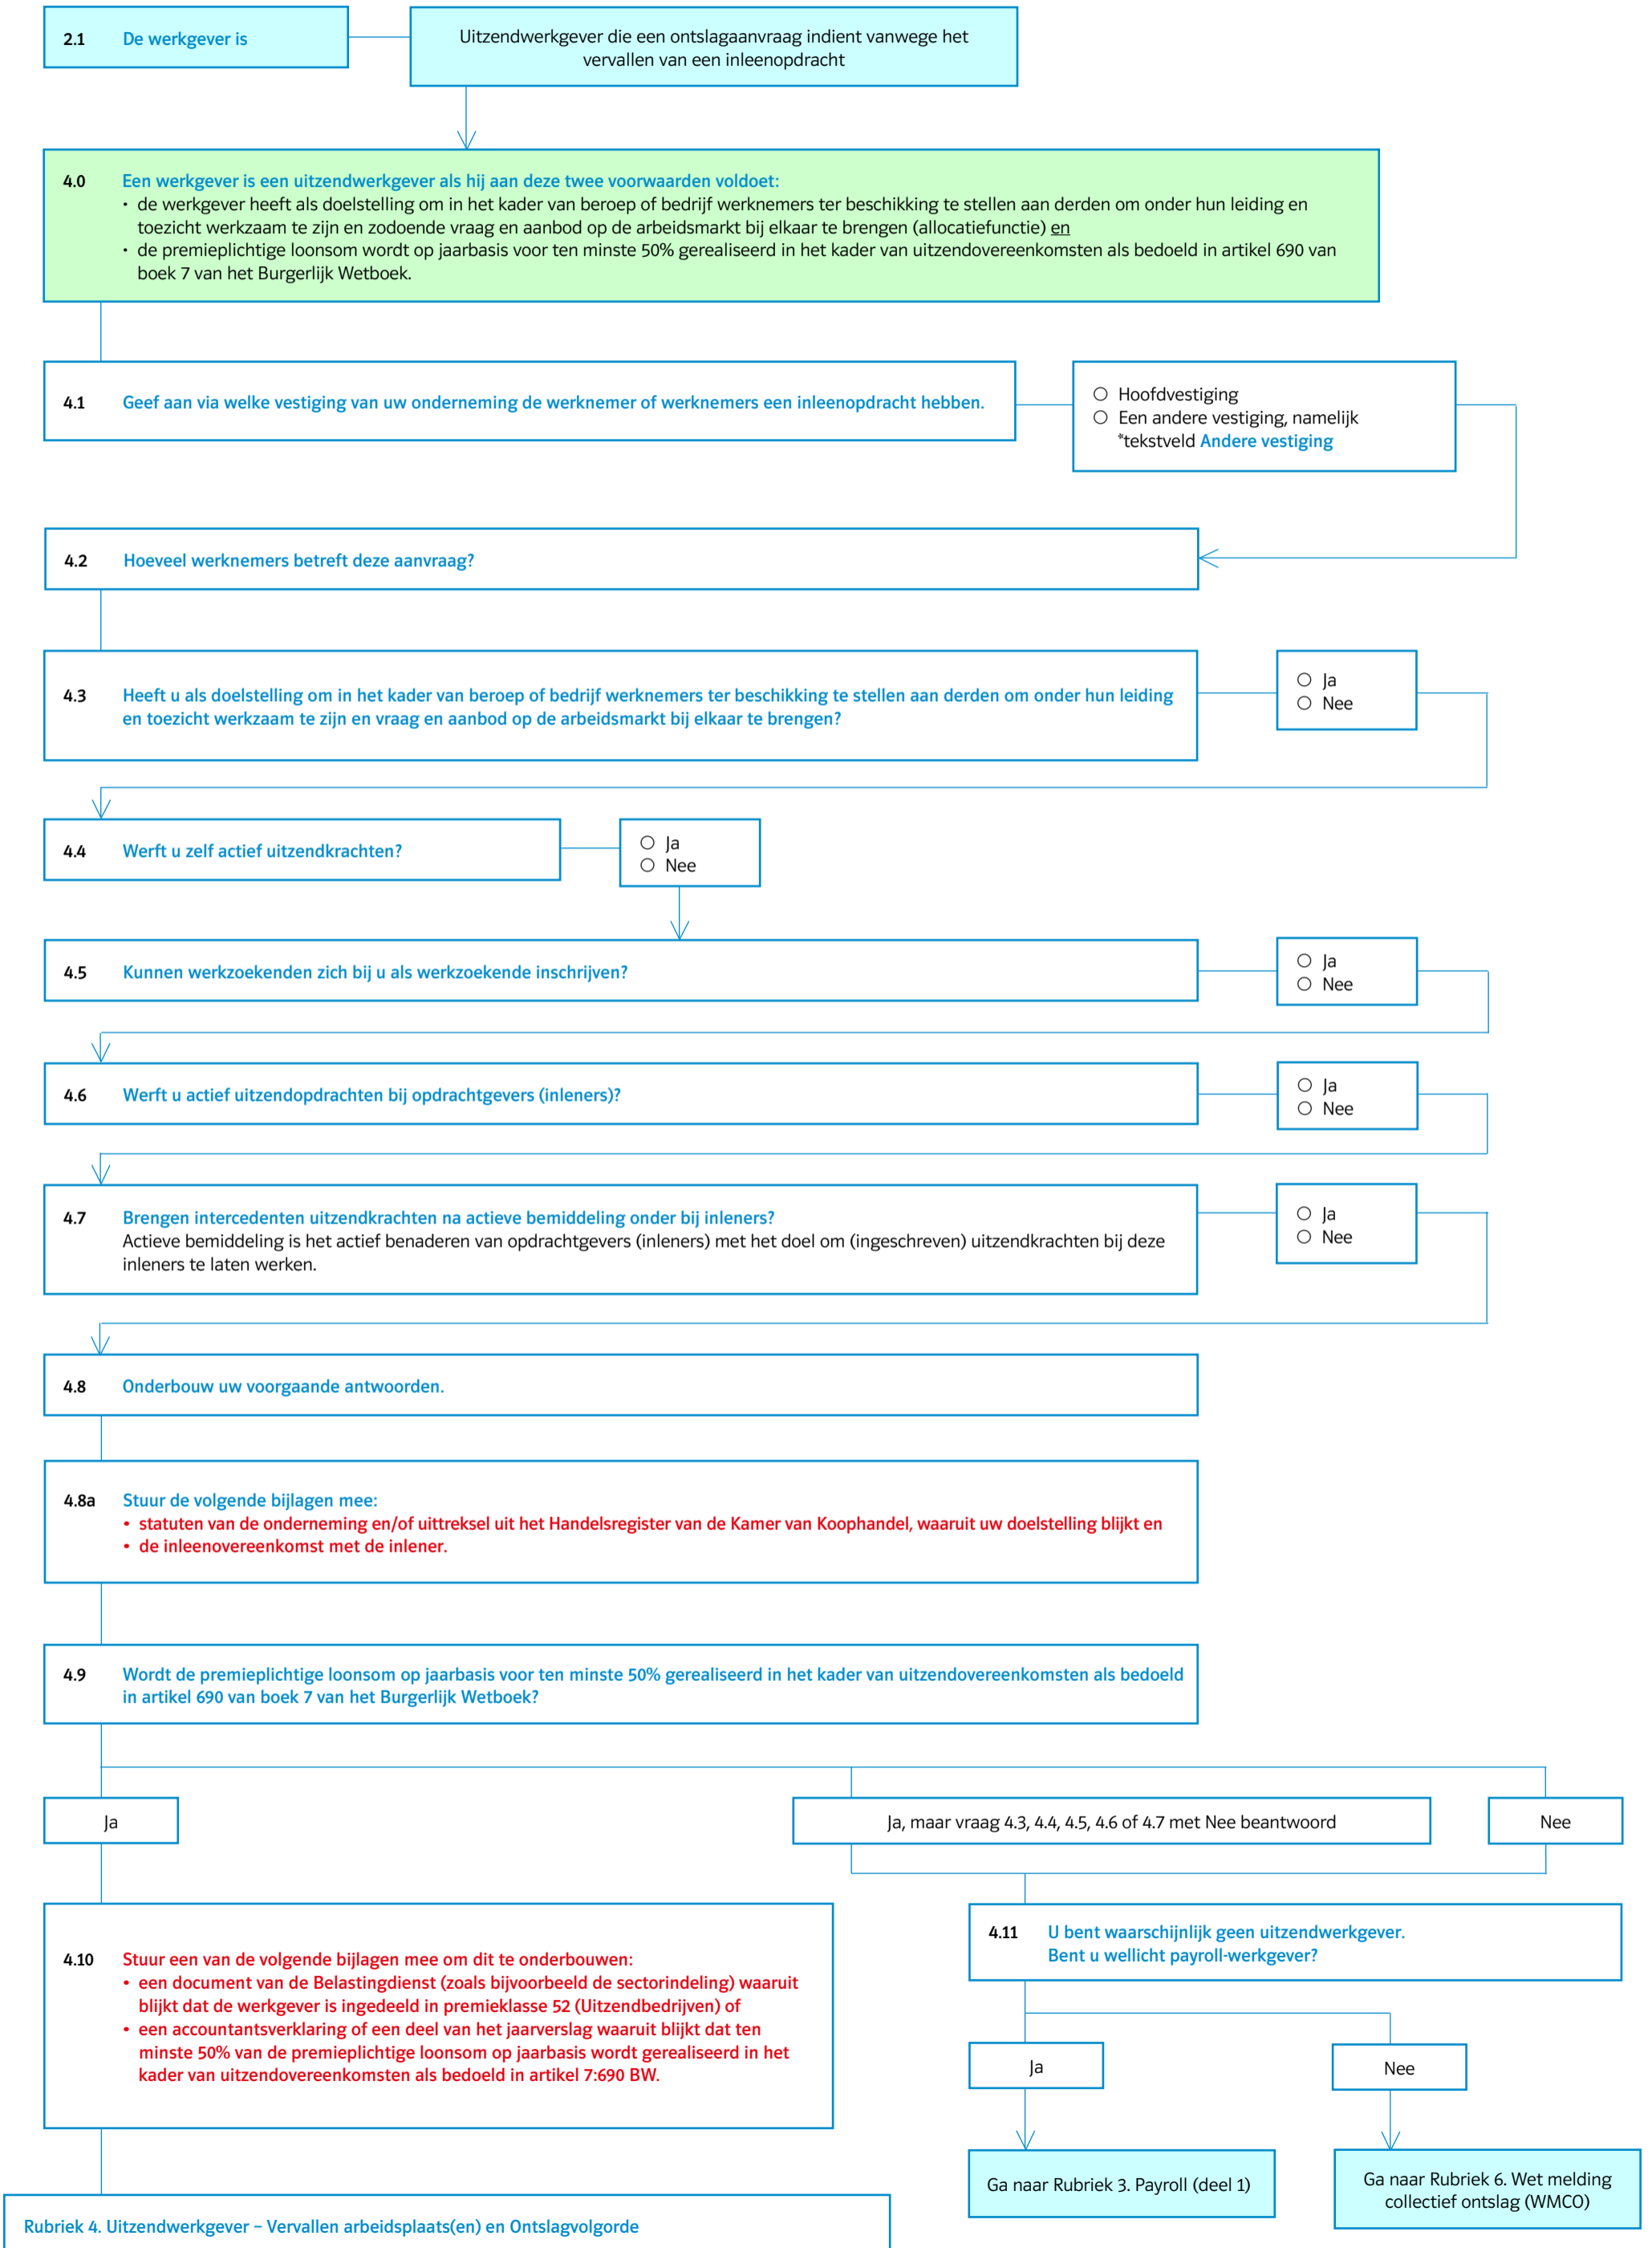 2.1 De werkgever is
Uitzendwerkgever die een ontslagaanvraag indient vanwege het
vervallen van een inleenopdracht
4.0 Een werkgever is een uitzendwerkgever als hij aan deze twee voorwaarden voldoet:
• de werkgever heeft als doelstelling om in het kader van beroep of bedrijf werknemers ter beschikking te stellen aan derden om onder hun leiding en
toezicht werkzaam te zijn en zodoende vraag en aanbod op de arbeidsmarkt bij elkaar te brengen (allocatiefunctie) en
• de premieplichtige loonsom wordt op jaarbasis voor ten minste 50% gerealiseerd in het kader van uitzendovereenkomsten als bedoeld in artikel 690 van
boek 7 van het Burgerlijk Wetboek.
4.1 Geef aan via welke vestiging van uw onderneming de werknemer of werknemers een inleenopdracht hebben.
○ Hoofdvestiging
○ Een andere vestiging, namelijk
*tekstveld Andere vestiging
4.2 Hoeveel werknemers betreft deze aanvraag?
4.3 Heeft u als doelstelling om in het kader van beroep of bedrijf werknemers ter beschikking te stellen aan derden om onder hun leiding
en toezicht werkzaam te zijn en vraag en aanbod op de arbeidsmarkt bij elkaar te brengen?
○ Ja
○ Nee
4.4 Werft u zelf actief uitzendkrachten?
○ Ja
○ Nee
4.5 Kunnen werkzoekenden zich bij u als werkzoekende inschrijven?
○ Ja
○ Nee
4.6 Werft u actief uitzendopdrachten bij opdrachtgevers (inleners)?
○ Ja
○ Nee
4.7 Brengen intercedenten uitzendkrachten na actieve bemiddeling onder bij inleners?
Actieve bemiddeling is het actief benaderen van opdrachtgevers (inleners) met het doel om (ingeschreven) uitzendkrachten bij deze
inleners te laten werken.
○ Ja
○ Nee
4.8 Onderbouw uw voorgaande antwoorden.
4.8a Stuur de volgende bijlagen mee:
• statuten van de onderneming en/of uittreksel uit het Handelsregister van de Kamer van Koophandel, waaruit uw doelstelling blijkt en
• de inleenovereenkomst met de inlener.
4.9 Wordt de premieplichtige loonsom op jaarbasis voor ten minste 50% gerealiseerd in het kader van uitzendovereenkomsten als bedoeld
in artikel 690 van boek 7 van het Burgerlijk Wetboek?
Ja
Ja, maar vraag 4.3, 4.4, 4.5, 4.6 of 4.7 met Nee beantwoord
Nee
4.10 Stuur een van de volgende bijlagen mee om dit te onderbouwen:
• een document van de Belastingdienst (zoals bijvoorbeeld de sectorindeling) waaruit
blijkt dat de werkgever is ingedeeld in premieklasse 52 (Uitzendbedrijven) of
• een accountantsverklaring of een deel van het jaarverslag waaruit blijkt dat ten
minste 50% van de premieplichtige loonsom op jaarbasis wordt gerealiseerd in het
kader van uitzendovereenkomsten als bedoeld in artikel 7:690 BW.
4.11 U bent waarschijnlijk geen uitzendwerkgever.
Bent u wellicht payroll-werkgever?
Ja
Nee
Ga naar Rubriek 3. Payroll (deel 1)
Ga naar Rubriek 6. Wet melding
collectief ontslag (WMCO)
Rubriek 4. Uitzendwerkgever – Vervallen arbeidsplaats(en) en Ontslagvolgorde